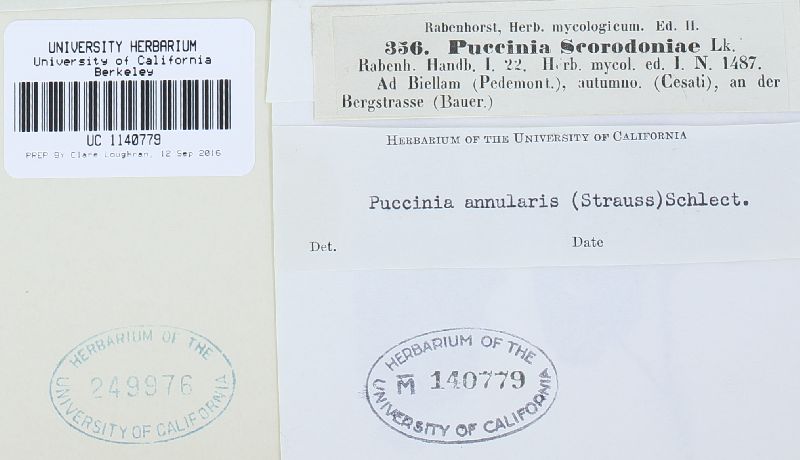 UNIVERSITY HERBARIUM
University of California
Berkeley
UC 1140779
PREP BY Clare Loughran, 12 Sep 2016
HERBARIUM OF THE
249976
UNIVERSITY OF CALIFORNIA
Rabenhorst, Herb. mycologicum. Ed. II.
356. Puccinia Scorodoniae Lk.
Rabenh. Handb. I. 22. Herb. mycol. ed. I. N. 1487.
Ad Biellam (Pedemont.), autumno. (Cesati), an der
Bergstrasse (Bauer.)
HERBARIUM OF THE UNIVERSITY OF CALIFORNIA
Puccinia annularis (Strauss)Schlect.
Det.
Date
HERBARIUM OF THE
M 140779
UNIVERSITY OF CALIFORNIA